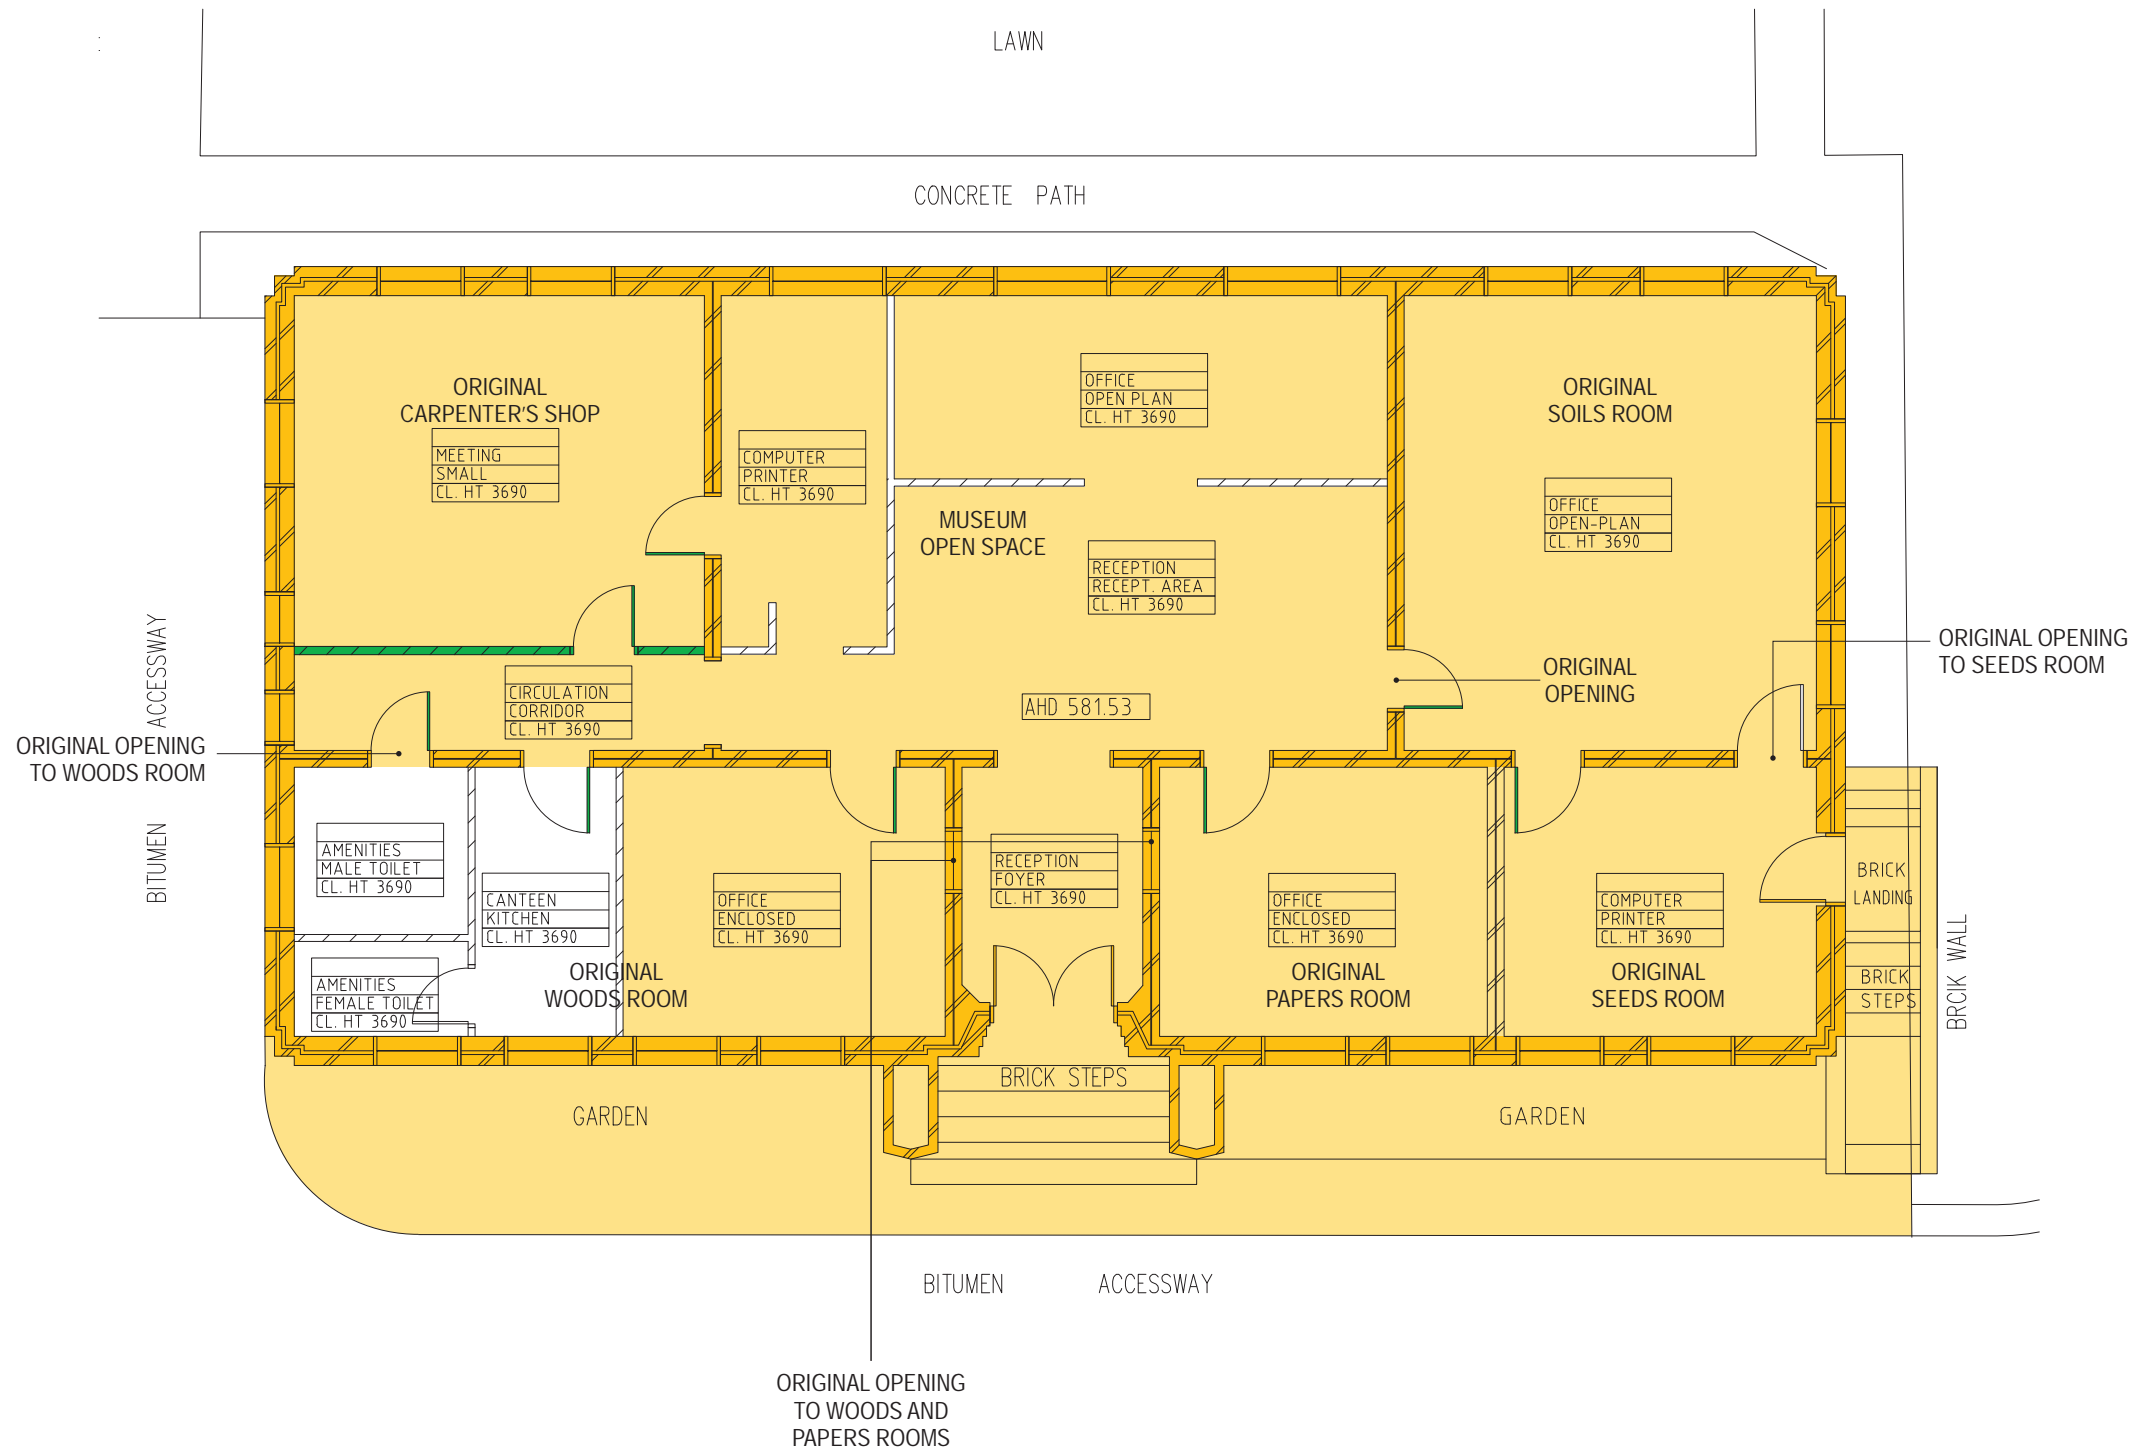 LAWN
CONCRETE PATH
ORIGINAL
CARPENTER'S SHOP
MEETING
SMALL
CL. HT 3690
COMPUTER
PRINTER
CL. HT 3690
OFFICE
OPEN PLAN
CL. HT 3690
ORIGINAL
SOILS ROOM
OFFICE
OPEN-PLAN
CL. HT 3690
MUSEUM
OPEN SPACE
RECEPTION
RECEPT. AREA
CL. HT 3690
BITUMEN ACCESSWAY
ORIGINAL OPENING
TO WOODS ROOM
CIRCULATION
CORRIDOR
CL. HT 3690
AHD 581.53
ORIGINAL
OPENING
ORIGINAL OPENING
TO SEEDS ROOM
AMENITIES
MALE TOILET
CL. HT 3690
CANTEEN
KITCHEN
CL. HT 3690
OFFICE
ENCLOSED
CL. HT 3690
RECEPTION
FOYER
CL. HT 3690
OFFICE
ENCLOSED
CL. HT 3690
COMPUTER
PRINTER
CL. HT 3690
BRICK
LANDING
BRCIK WALL
AMENITIES
FEMALE TOILET
CL. HT 3690
ORIGINAL
WOODS ROOM
ORIGINAL
PAPERS ROOM
ORIGINAL
SEEDS ROOM
BRICK
STEPS
BRICK STEPS
GARDEN
GARDEN
BITUMEN ACCESSWAY
ORIGINAL OPENING
TO WOODS AND
PAPERS ROOMS